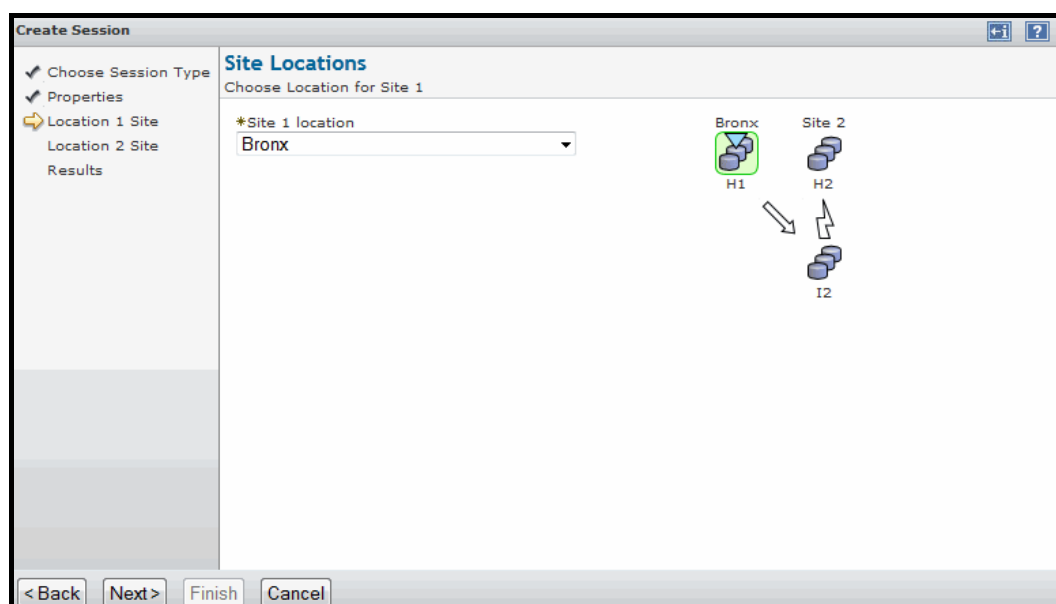 Create Session
?
Choose Session Type
Properties
Location 1 Site
Location 2 Site
Results
Site Locations
Choose Location for Site 1
*Site 1 location
Bronx
Bronx
Site 2
H1
H2
I2
< Back
Next >
Finish
Cancel